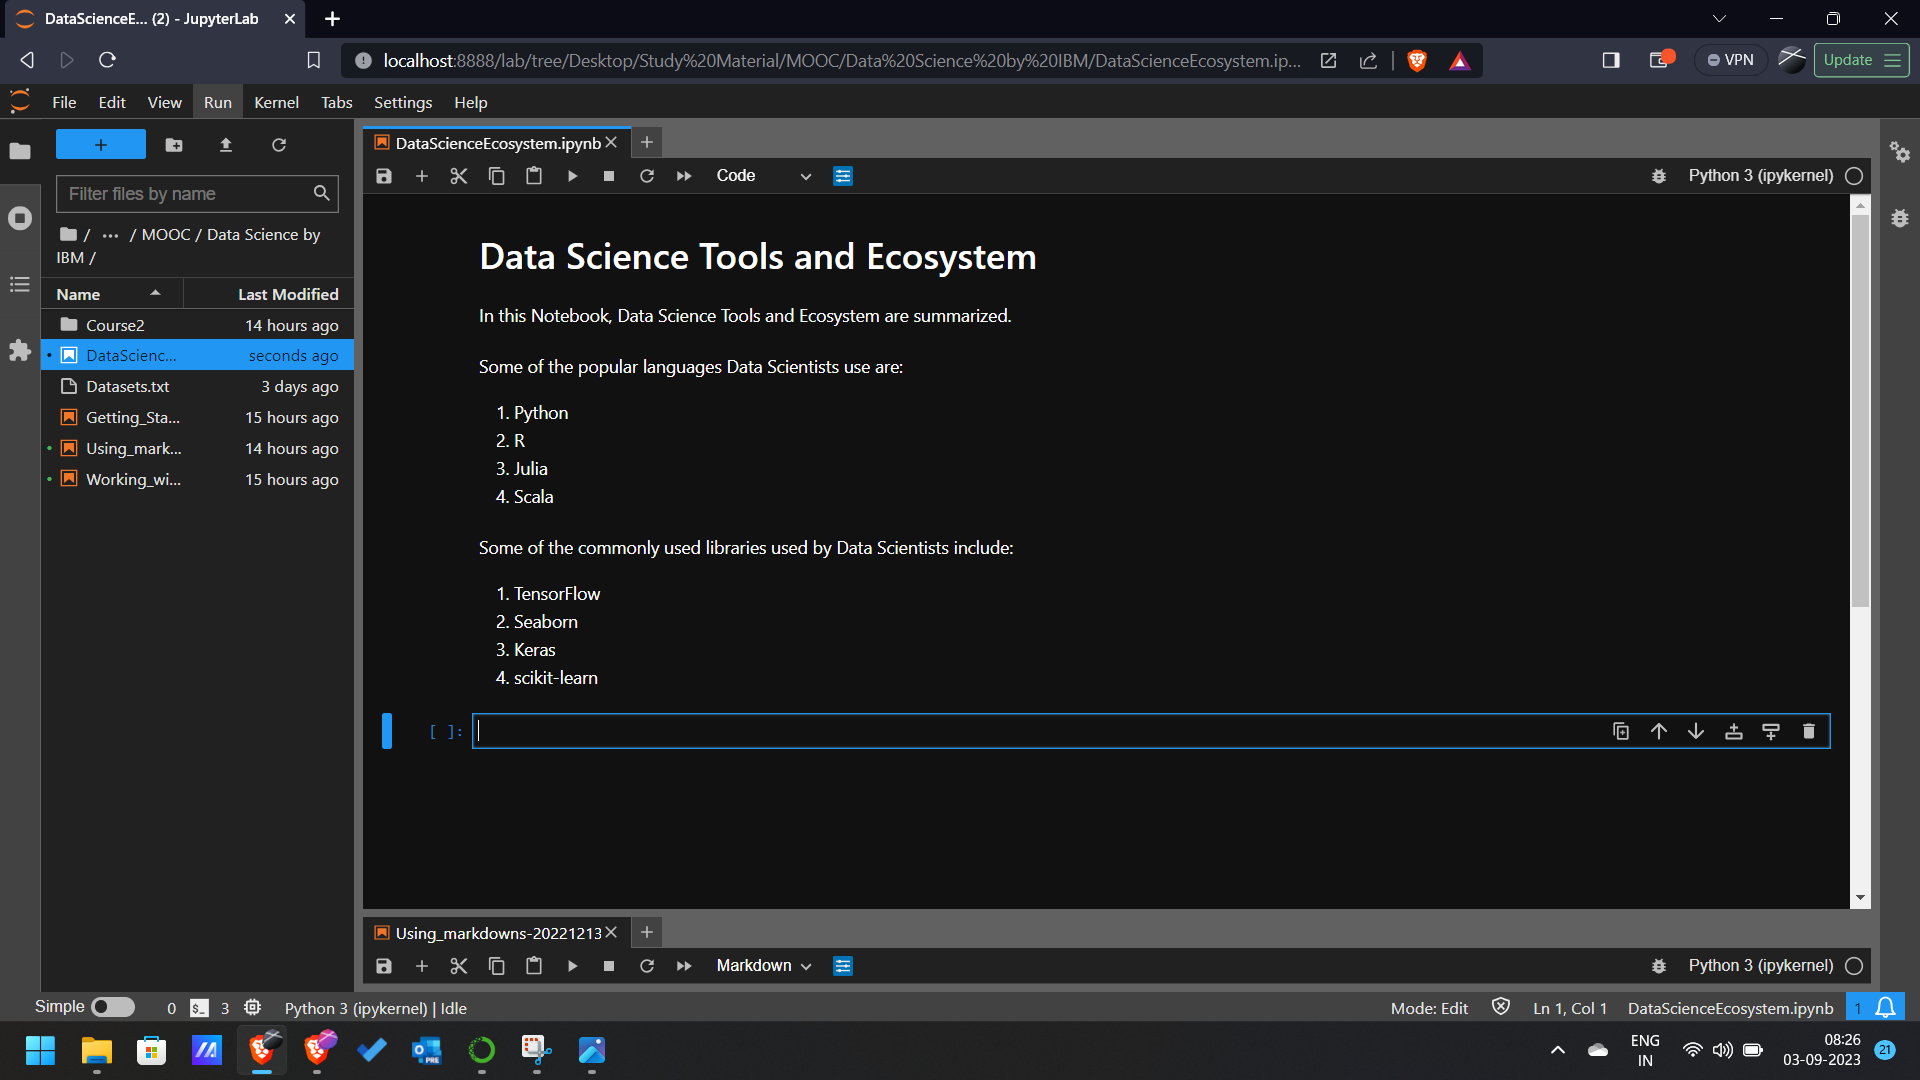 DataScienceE... (2) - JupyterLab
localhost:8888/lab/tree/Desktop/Study%20Material/MOOC/Data%20Science%20by%20IBM/DataScienceEcosystem.ip...
VPN
Update
File Edit View Run Kernel Tabs Settings Help
Filter files by name
/ ··· / MOOC / Data Science by
IBM /
Name Last Modified
Course2 14 hours ago
DataScienc... seconds ago
Datasets.txt 3 days ago
Getting_Sta... 15 hours ago
Using_mark... 14 hours ago
Working_wi... 15 hours ago
DataScienceEcosystem.ipynb
Code
Python 3 (ipykernel)
Data Science Tools and Ecosystem
In this Notebook, Data Science Tools and Ecosystem are summarized.
Some of the popular languages Data Scientists use are:
1. Python
2. R
3. Julia
4. Scala
Some of the commonly used libraries used by Data Scientists include:
1. TensorFlow
2. Seaborn
3. Keras
4. scikit-learn
[ ]:
Using_markdowns-20221213
Markdown
Python 3 (ipykernel)
Simple 0 $_ 3 Python 3 (ipykernel) | Idle
Mode: Edit Ln 1, Col 1 DataScienceEcosystem.ipynb 1
PRE
ENG
IN
08:26
03-09-2023
21